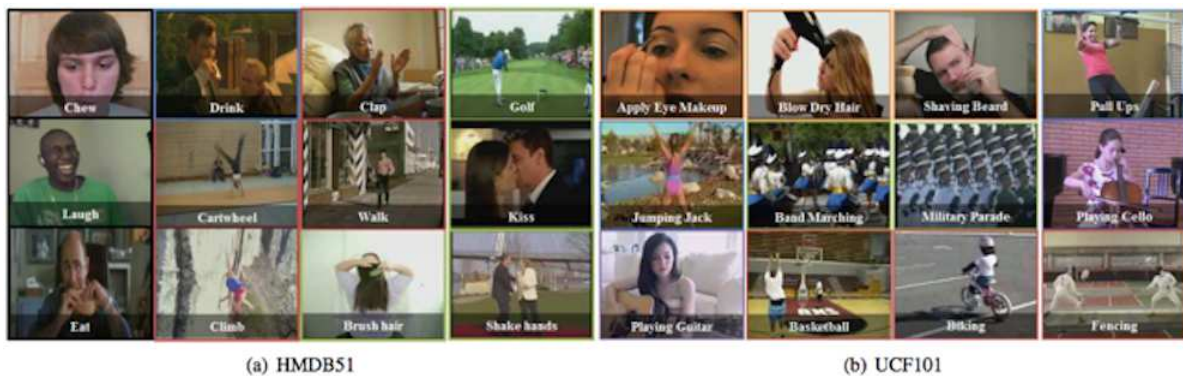 Chew Drink Clap Golf Apply Eye Makeup Blow Dry Hair Shaving Beard Pull Ups
Laugh Cartwheel Walk Kiss Jumping Jack Band Marching Military Parade Playing Cello
Eat Climb Brush hair Shake hands Playing Guitar Basketball Biking Fencing
(a) HMDB51 (b) UCF101